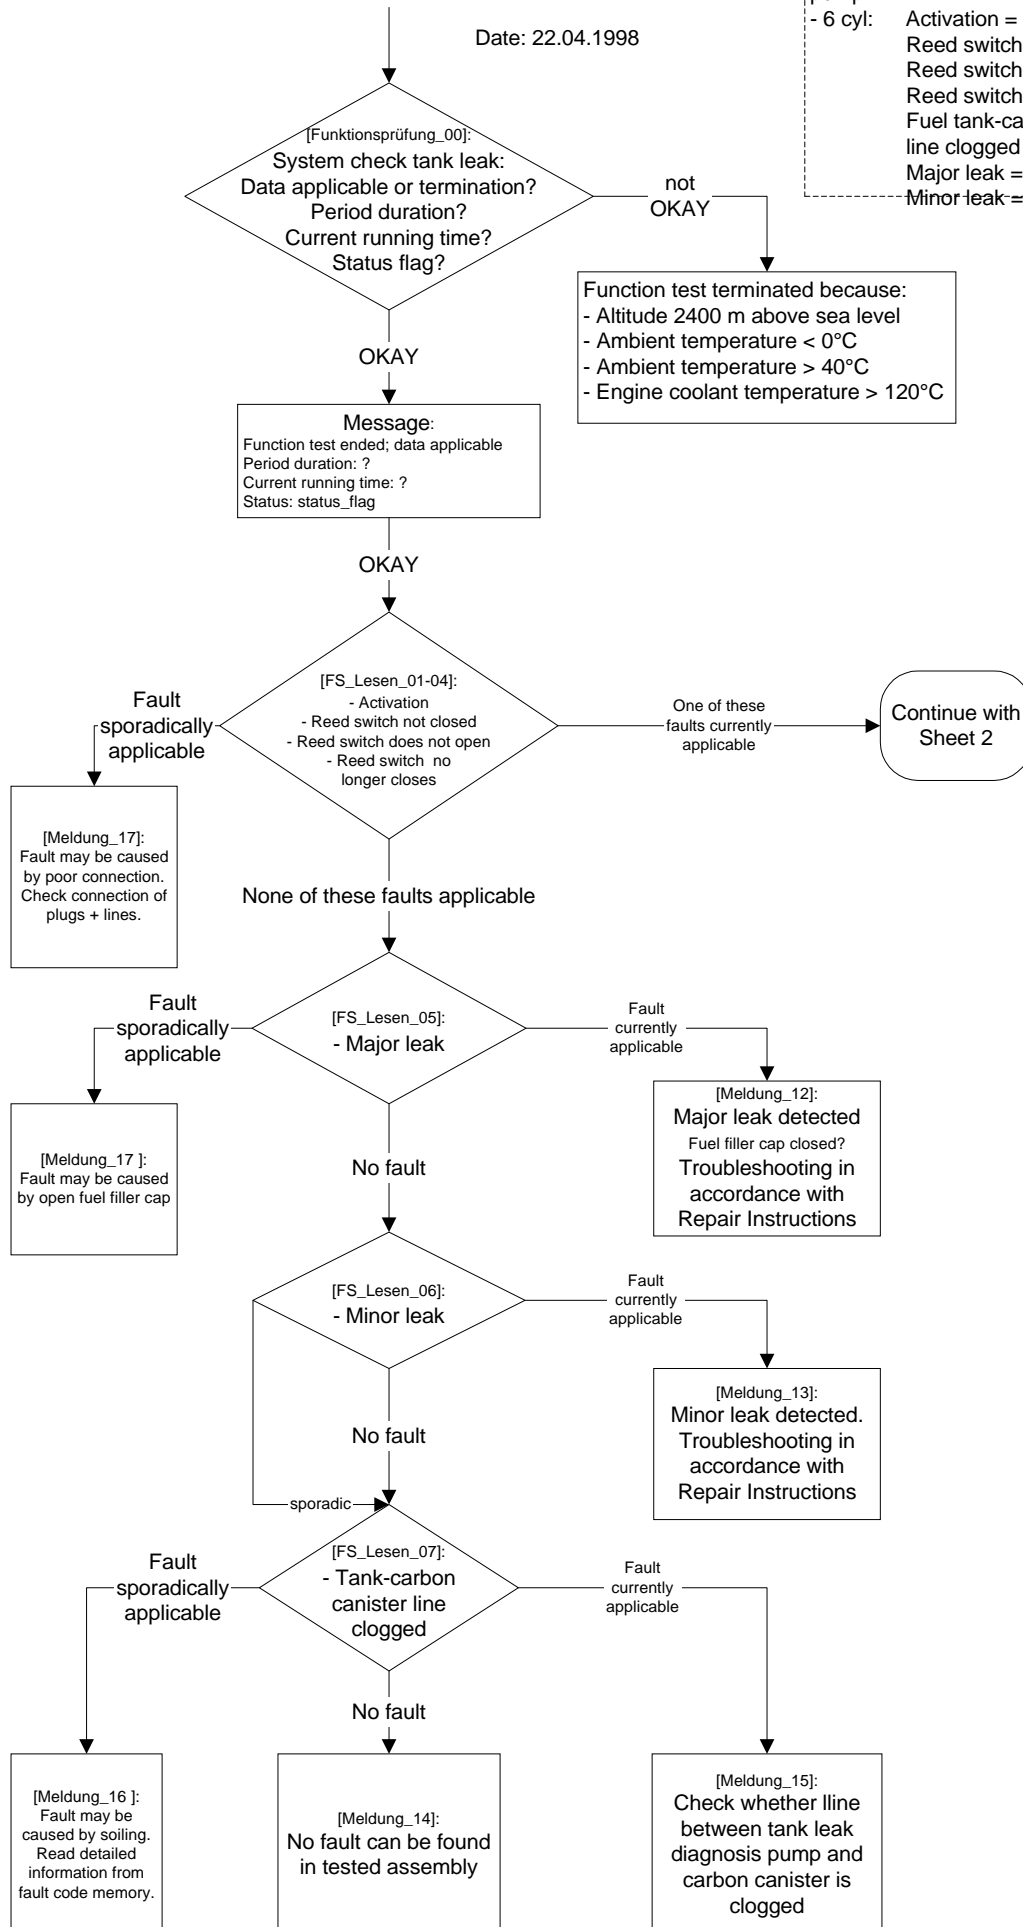 - 6 cyl: Activation =
Reed switch
Reed switch
Reed switch
Fuel tank-ca
line clogged
Major leak =
Minor leak =
Date: 22.04.1998
[Funktionsprüfung_00]:
System check tank leak:
Data applicable or termination?
Period duration?
Current running time?
Status flag?
not
OKAY
Function test terminated because:
- Altitude 2400 m above sea level
- Ambient temperature < 0°C
- Ambient temperature > 40°C
- Engine coolant temperature > 120°C
OKAY
Message:
Function test ended; data applicable
Period duration: ?
Current running time: ?
Status: status_flag
OKAY
[FS_Lesen_01-04]:
- Activation
- Reed switch not closed
- Reed switch does not open
- Reed switch no
longer closes
Fault
sporadically
applicable
One of these
faults currently
applicable
Continue with
Sheet 2
[Meldung_17]:
Fault may be caused
by poor connection.
Check connection of
plugs + lines.
None of these faults applicable
[FS_Lesen_05]:
- Major leak
Fault
sporadically
applicable
Fault
currently
applicable
[Meldung_17 ]:
Fault may be caused
by open fuel filler cap
[Meldung_12]:
Major leak detected
Fuel filler cap closed?
Troubleshooting in
accordance with
Repair Instructions
No fault
[FS_Lesen_06]:
- Minor leak
Fault
currently
applicable
[Meldung_13]:
Minor leak detected.
Troubleshooting in
accordance with
Repair Instructions
No fault
sporadic
[FS_Lesen_07]:
- Tank-carbon
canister line
clogged
Fault
sporadically
applicable
Fault
currently
applicable
No fault
[Meldung_16 ]:
Fault may be
caused by soiling.
Read detailed
information from
fault code memory.
[Meldung_14]:
No fault can be found
in tested assembly
[Meldung_15]:
Check whether lline
between tank leak
diagnosis pump and
carbon canister is
clogged